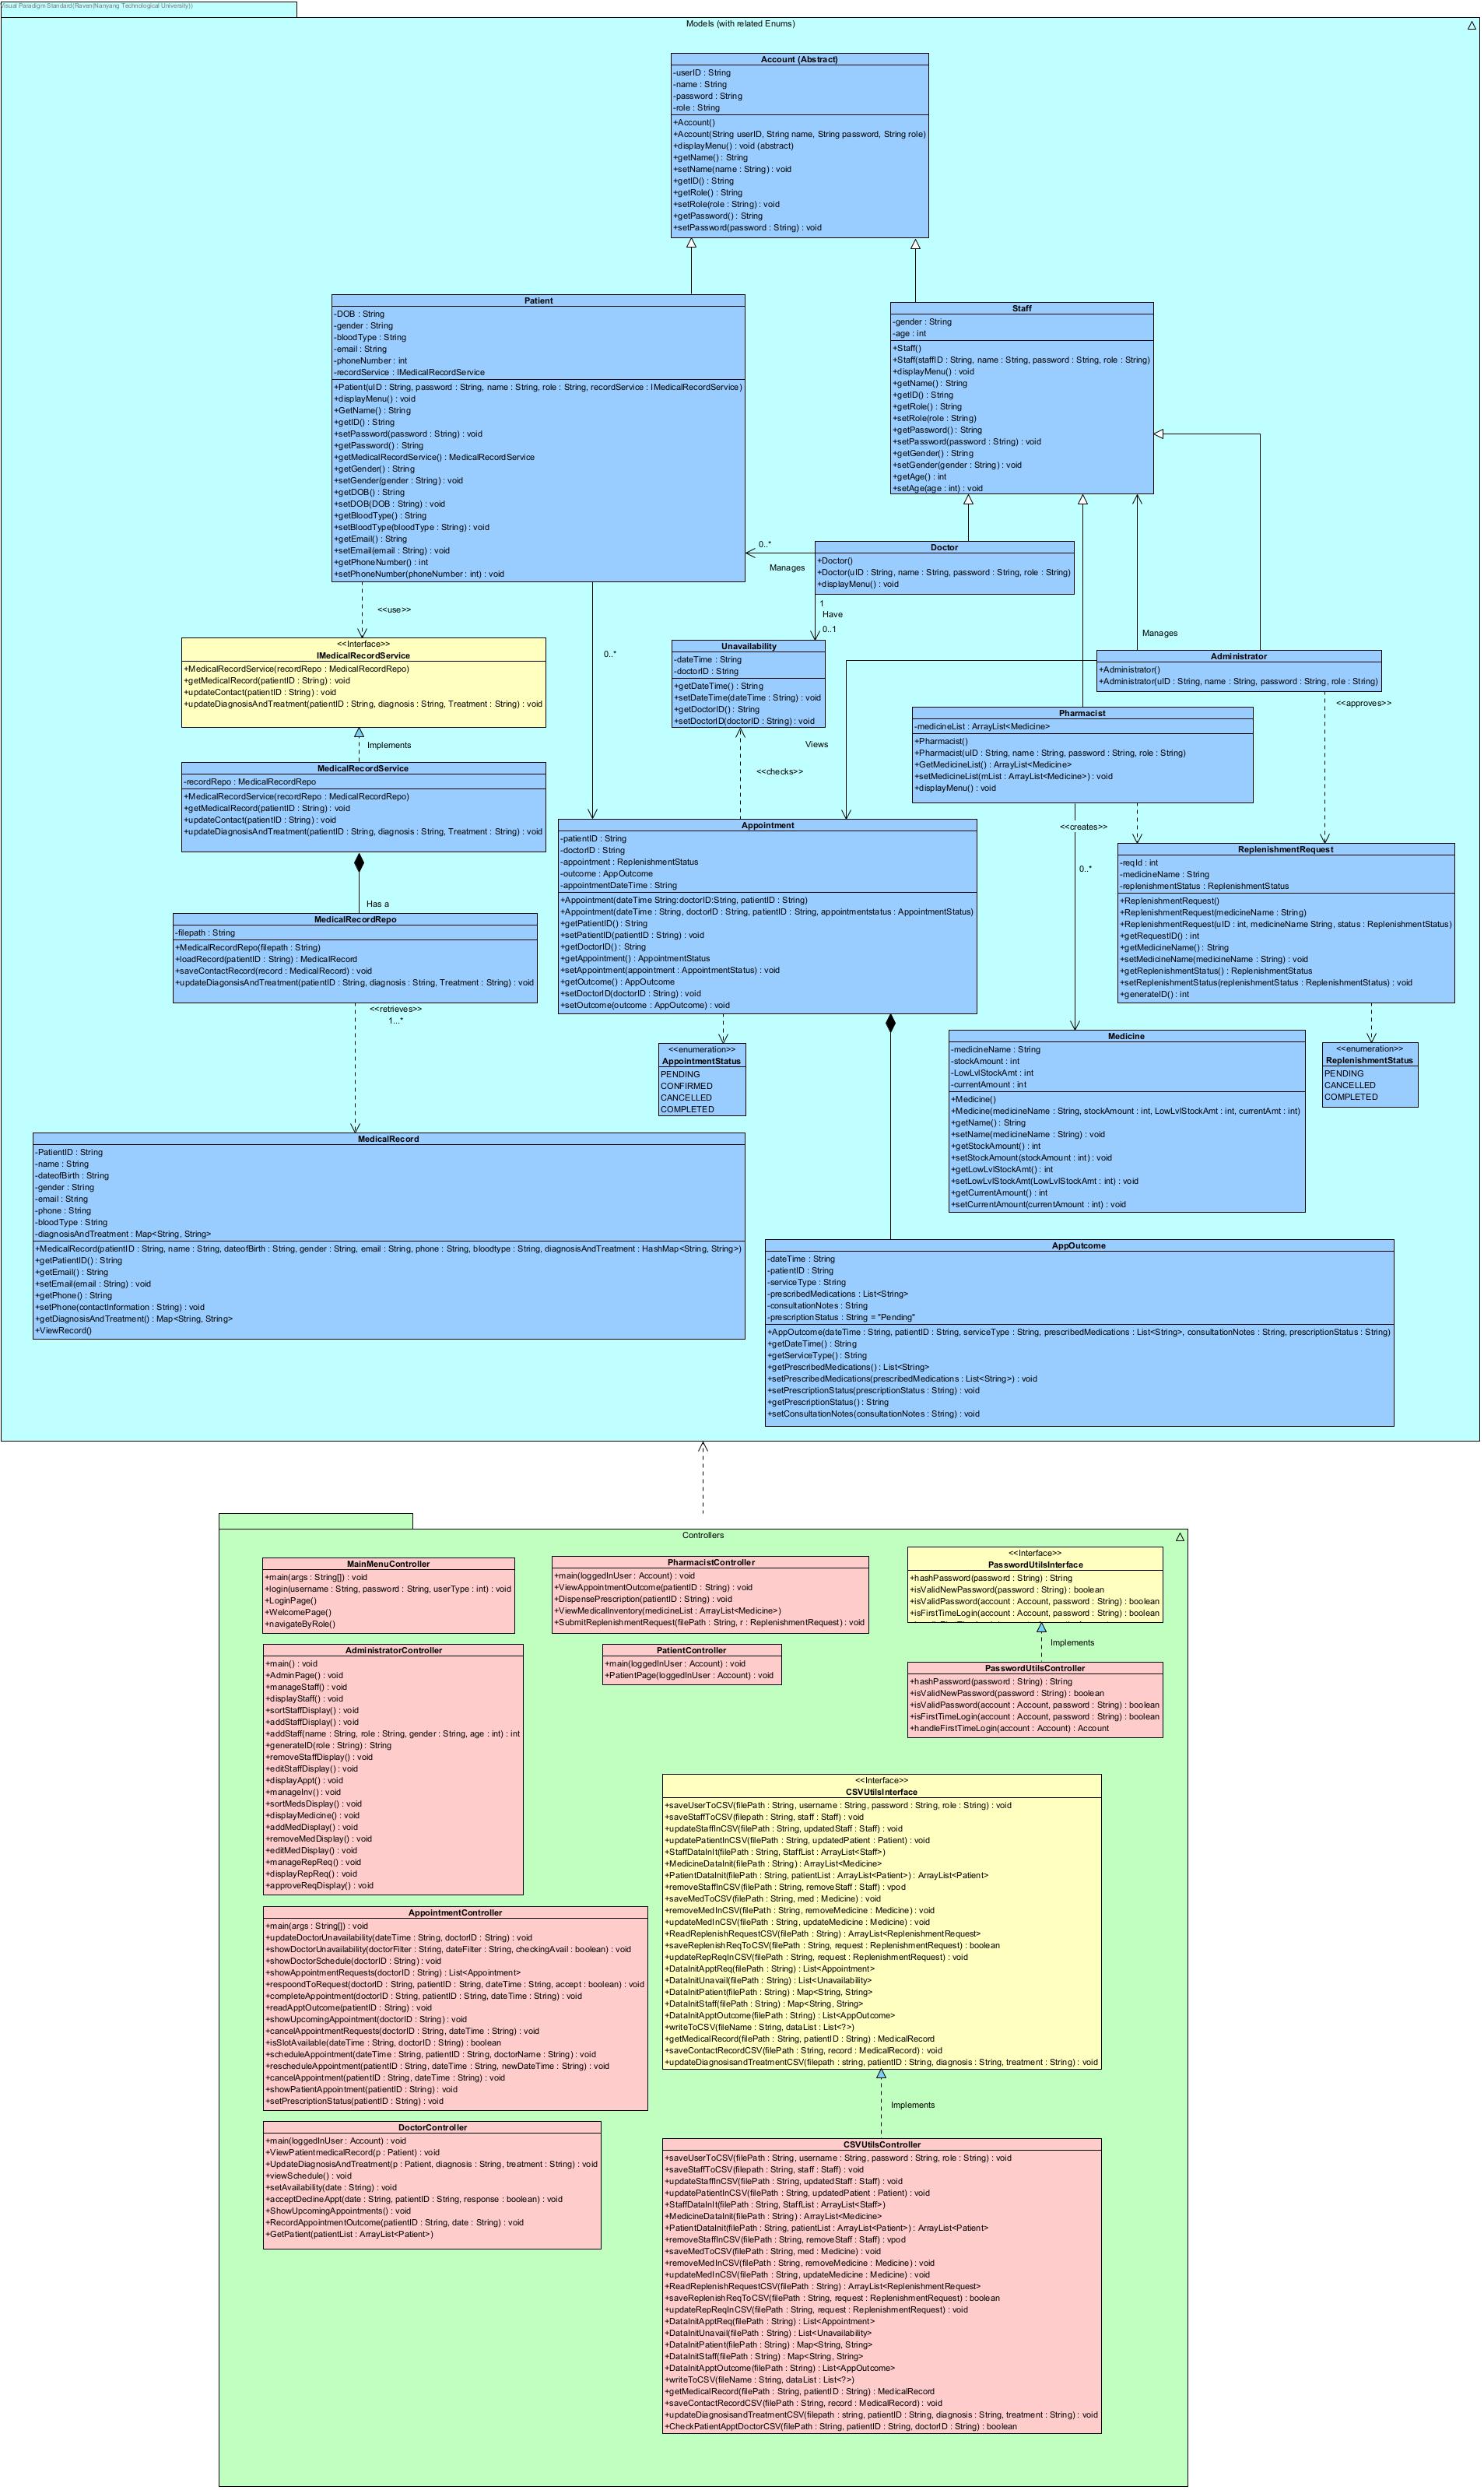 Visual Paradigm Standard(Raven(Nanyang Technological University))
Models (with related Enums)
Account (Abstract)
-userID : String
-name : String
-password : String
-role : String
+Account()
+Account(String userID, String name, String password, String role)
+displayMenu() : void (abstract)
+getName() : String
+setName(name : String) : void
+getID() : String
+getRole() : String
+setRole(role : String) : void
+getPassword() : String
+setPassword(password : String) : void
Patient
-DOB : String
-gender : String
-bloodType : String
-email : String
-phoneNumber : int
-recordService : IMedicalRecordService
+Patient(uID : String, password : String, name : String, role : String, recordService : IMedicalRecordService)
+displayMenu() : void
+GetName() : String
+getID() : String
+setPassword(password : String) : void
+getPassword() : String
+getMedicalRecordService() : MedicalRecordService
+getGender() : String
+setGender(gender : String) : void
+getDOB() : String
+setDOB(DOB : String) : void
+getBloodType() : String
+setBloodType(bloodType : String) : void
+getEmail() : String
+setEmail(email : String) : void
+getPhoneNumber() : int
+setPhoneNumber(phoneNumber : int) : void
Staff
-gender : String
-age : int
+Staff()
+Staff(staffID : String, name : String, password : String, role : String)
+displayMenu() : void
+getName() : String
+getID() : String
+getRole() : String
+setRole(role : String)
+getPassword() : String
+setPassword(password : String) : void
+getGender() : String
+setGender(gender : String) : void
+getAge() : int
+setAge(age : int) : void
0..*
Manages
Doctor
+Doctor()
+Doctor(uID : String, name : String, password : String, role : String)
+displayMenu() : void
1
Have
0..1
<<use>>
0..*
Manages
<<Interface>>
IMedicalRecordService
+MedicalRecordService(recordRepo : MedicalRecordRepo)
+getMedicalRecord(patientID : String) : void
+updateContact(patientID : String) : void
+updateDiagnosisAndTreatment(patientID : String, diagnosis : String, Treatment : String) : void
Unavailability
-dateTime : String
-doctorID : String
+getDateTime() : String
+setDateTime(dateTime : String) : void
+getDoctorID() : String
+setDoctorID(doctorID : String) : void
Administrator
+Administrator()
+Administrator(uID : String, name : String, password : String, role : String)
<<approves>>
Implements
Views
<<checks>>
Pharmacist
-medicineList : ArrayList<Medicine>
+Pharmacist()
+Pharmacist(uID : String, name : String, password : String, role : String)
+GetMedicineList() : ArrayList<Medicine>
+setMedicineList(mList : ArrayList<Medicine>) : void
+displayMenu() : void
MedicalRecordService
-recordRepo : MedicalRecordRepo
+MedicalRecordService(recordRepo : MedicalRecordRepo)
+getMedicalRecord(patientID : String) : void
+updateContact(patientID : String) : void
+updateDiagnosisAndTreatment(patientID : String, diagnosis : String, Treatment : String) : void
<<creates>>
0..*
Appointment
-patientID : String
-doctorID : String
-appointment : ReplenishmentStatus
-outcome : AppOutcome
-appointmentDateTime : String
+Appointment(dateTime String:doctorID:String, patientID : String)
+Appointment(dateTime : String, doctorID : String, patientID : String, appointmentstatus : AppointmentStatus)
+getPatientID() : String
+setPatientID(patientID : String) : void
+getDoctorID() : String
+getAppointment() : AppointmentStatus
+setAppointment(appointment : AppointmentStatus) : void
+getOutcome() : AppOutcome
+setDoctorID(doctorID : String) : void
+setOutcome(outcome : AppOutcome) : void
ReplenishmentRequest
-reqId : int
-medicineName : String
-replenishmentStatus : ReplenishmentStatus
+ReplenishmentRequest()
+ReplenishmentRequest(medicineName : String)
+ReplenishmentRequest(uID : int, medicineName String, status : ReplenishmentStatus)
+getRequestID() : int
+getMedicineName() : String
+setMedicineName(medicineName : String) : void
+getReplenishmentStatus() : ReplenishmentStatus
+setReplenishmentStatus(replenishmentStatus : ReplenishmentStatus) : void
+generateID() : int
Has a
MedicalRecordRepo
-filepath : String
+MedicalRecordRepo(filepath : String)
+loadRecord(patientID : String) : MedicalRecord
+saveContactRecord(record : MedicalRecord) : void
+updateDiagonsisAndTreatment(patientID : String, diagnosis : String, Treatment : String) : void
<<retrieves>>
1...*
<<enumeration>>
AppointmentStatus
PENDING
CONFIRMED
CANCELLED
COMPLETED
Medicine
-medicineName : String
-stockAmount : int
-LowLvlStockAmt : int
-currentAmount : int
+Medicine()
+Medicine(medicineName : String, stockAmount : int, LowLvlStockAmt : int, currentAmt : int)
+getName() : String
+setName(medicineName : String) : void
+getStockAmount() : int
+setStockAmount(stockAmount : int) : void
+getLowLvlStockAmt() : int
+setLowLvlStockAmt(LowLvlStockAmt : int) : void
+getCurrentAmount() : int
+setCurrentAmount(currentAmount : int) : void
<<enumeration>>
ReplenishmentStatus
PENDING
CANCELLED
COMPLETED
MedicalRecord
-PatientID : String
-name : String
-dateofBirth : String
-gender : String
-email : String
-phone : String
-bloodType : String
-diagnosisAndTreatment : Map<String, String>
+MedicalRecord(patientID : String, name : String, dateofBirth : String, gender : String, email : String, phone : String, bloodtype : String, diagnosisAndTreatment : HashMap<String, String>)
+getPatientID() : String
+getEmail() : String
+setEmail(email : String) : void
+getPhone() : String
+setPhone(contactInformation : String) : void
+getDiagnosisAndTreatment() : Map<String, String>
+ViewRecord()
AppOutcome
-dateTime : String
-patientID : String
-serviceType : String
-prescribedMedications : List<String>
-consultationNotes : String
-prescriptionStatus : String = "Pending"
+AppOutcome(dateTime : String, patientID : String, serviceType : String, prescribedMedications : List<String>, consultationNotes : String, prescriptionStatus : String)
+getDateTime() : String
+getServiceType() : String
+getPrescribedMedications() : List<String>
+setPrescribedMedications(prescribedMedications : List<String>) : void
+setPrescriptionStatus(prescriptionStatus : String) : void
+getPrescriptionStatus() : String
+setConsultationNotes(consultationNotes : String) : void
Controllers
MainMenuController
+main(args : String[]) : void
+login(username : String, password : String, userType : int) : void
+LoginPage()
+WelcomePage()
+navigateByRole()
PharmacistController
+main(loggedInUser : Account) : void
+ViewAppointmentOutcome(patientID : String) : void
+DispensePrescription(patientID : String) : void
+ViewMedicalInventory(medicineList : ArrayList<Medicine>)
+SubmitReplenishmentRequest(filePath : String, r : ReplenishmentRequest) : void
<<Interface>>
PasswordUtilsInterface
+hashPassword(password : String) : String
+isValidNewPassword(password : String) : boolean
+isValidPassword(account : Account, password : String) : boolean
+isFirstTimeLogin(account : Account, password : String) : boolean
Implements
AdministratorController
+main() : void
+AdminPage() : void
+manageStaff() : void
+displayStaff() : void
+sortStaffDisplay() : void
+addStaffDisplay() : void
+addStaff(name : String, role : String, gender : String, age : int) : int
+generateID(role : String) : String
+removeStaffDisplay() : void
+editStaffDisplay() : void
+displayAppt() : void
+manageInv() : void
+sortMedsDisplay() : void
+displayMedicine() : void
+addMedDisplay() : void
+removeMedDisplay() : void
+editMedDisplay() : void
+manageRepReq() : void
+displayRepReq() : void
+approveReqDisplay() : void
PatientController
+main(loggedInUser : Account) : void
+PatientPage(loggedInUser : Account) : void
PasswordUtilsController
+hashPassword(password : String) : String
+isValidNewPassword(password : String) : boolean
+isValidPassword(account : Account, password : String) : boolean
+isFirstTimeLogin(account : Account, password : String) : boolean
+handleFirstTimeLogin(account : Account) : Account
<<Interface>>
CSVUtilsInterface
+saveUserToCSV(filePath : String, username : String, password : String, role : String) : void
+saveStaffToCSV(filepath : String, staff : Staff) : void
+updateStaffInCSV(filePath : String, updatedStaff : Staff) : void
+updatePatientInCSV(filePath : String, updatedPatient : Patient) : void
+StaffDataInIt(filePath : String, StaffList : ArrayList<Staff>)
+MedicineDataInit(filePath : String) : ArrayList<Medicine>
+PatientDataInit(filePath : String, patientList : ArrayList<Patient>) : ArrayList<Patient>
+removeStaffInCSV(filePath : String, removeStaff : Staff) : vpod
+saveMedToCSV(filePath : String, med : Medicine) : void
+removeMedInCSV(filePath : String, removeMedicine : Medicine) : void
+updateMedInCSV(filePath : String, updateMedicine : Medicine) : void
+ReadReplenishRequestCSV(filePath : String) : ArrayList<ReplenishmentRequest>
+saveReplenishReqToCSV(filePath : String, request : ReplenishmentRequest) : boolean
+updateRepReqInCSV(filePath : String, request : ReplenishmentRequest) : void
+DataInitApptReq(filePath : String) : List<Appointment>
+DataInitUnavail(filePath : String) : List<Unavailability>
+DataInitPatient(filePath : String) : Map<String, String>
+DataInitStaff(filePath : String) : Map<String, String>
+DataInitApptOutcome(filePath : String) : List<AppOutcome>
+writeToCSV(fileName : String, dataList : List<?>)
+getMedicalRecord(filePath : String, patientID : String) : MedicalRecord
+saveContactRecordCSV(filePath : String, record : MedicalRecord) : void
+updateDiagnosisandTreatmentCSV(filepath : string, patientID : String, diagnosis : String, treatment : String) : void
AppointmentController
+main(args : String[]) : void
+updateDoctorUnavailability(dateTime : String, doctorID : String) : void
+showDoctorUnavailability(doctorFilter : String, dateFilter : String, checkingAvail : boolean) : void
+showDoctorSchedule(doctorID : String) : void
+showAppointmentRequests(doctorID : String) : List<Appointment>
+respoondToRequest(doctorID : String, patientID : String, dateTime : String, accept : boolean) : void
+completeAppointment(doctorID : String, patientID : String, dateTime : String) : void
+readApptOutcome(patientID : String) : void
+showUpcomingAppointment(doctorID : String) : void
+cancelAppointmentRequests(doctorID : String, dateTime : String) : void
+isSlotAvailable(dateTime : String, doctorID : String) : boolean
+scheduleAppointment(dateTime : String, patientID : String, doctorName : String) : void
+rescheduleAppointment(patientID : String, dateTime : String, newDateTime : String) : void
+cancelAppointment(patientID : String, dateTime : String) : void
+showPatientAppointment(patientID : String) : void
+setPrescriptionStatus(patientID : String) : void
Implements
DoctorController
+main(loggedInUser : Account) : void
+ViewPatientmedicalRecord(p : Patient) : void
+UpdateDiagnosisAndTreatment(p : Patient, diagnosis : String, treatment : String) : void
+viewSchedule() : void
+setAvailability(date : String) : void
+acceptDeclineAppt(date : String, patientID : String, response : boolean) : void
+ShowUpcomingAppointments() : void
+RecordAppointmentOutcome(patientID : String, date : String) : void
+GetPatient(patientList : ArrayList<Patient>)
CSVUtilsController
+saveUserToCSV(filePath : String, username : String, password : String, role : String) : void
+saveStaffToCSV(filepath : String, staff : Staff) : void
+updateStaffInCSV(filePath : String, updatedStaff : Staff) : void
+updatePatientInCSV(filePath : String, updatedPatient : Patient) : void
+StaffDataInIt(filePath : String, StaffList : ArrayList<Staff>)
+MedicineDataInit(filePath : String) : ArrayList<Medicine>
+PatientDataInit(filePath : String, patientList : ArrayList<Patient>) : ArrayList<Patient>
+removeStaffInCSV(filePath : String, removeStaff : Staff) : vpod
+saveMedToCSV(filePath : String, med : Medicine) : void
+removeMedInCSV(filePath : String, removeMedicine : Medicine) : void
+updateMedInCSV(filePath : String, updateMedicine : Medicine) : void
+ReadReplenishRequestCSV(filePath : String) : ArrayList<ReplenishmentRequest>
+saveReplenishReqToCSV(filePath : String, request : ReplenishmentRequest) : boolean
+updateRepReqInCSV(filePath : String, request : ReplenishmentRequest) : void
+DataInitApptReq(filePath : String) : List<Appointment>
+DataInitUnavail(filePath : String) : List<Unavailability>
+DataInitPatient(filePath : String) : Map<String, String>
+DataInitStaff(filePath : String) : Map<String, String>
+DataInitApptOutcome(filePath : String) : List<AppOutcome>
+writeToCSV(fileName : String, dataList : List<?>)
+getMedicalRecord(filePath : String, patientID : String) : MedicalRecord
+saveContactRecordCSV(filePath : String, record : MedicalRecord) : void
+updateDiagnosisandTreatmentCSV(filepath : string, patientID : String, diagnosis : String, treatment : String) : void
+CheckPatientApptDoctorCSV(filePath : String, patientID : String, doctorID : String) : boolean